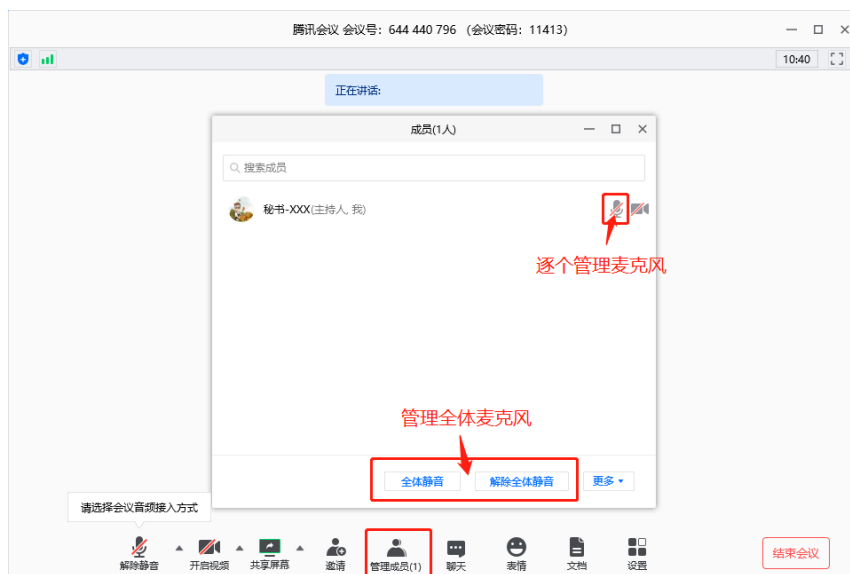 腾讯会议 会议号：644 440 796 （会议密码：11413）
10:40
正在讲话:
成员(1人)
搜索成员
秘书-XXX(主持人, 我)
逐个管理麦克风
管理全体麦克风
全体静音 解除全体静音 更多
请选择会议音频接入方式
解除静音 开启视频 共享屏幕 邀请 管理成员(1) 聊天 表情 文档 设置 结束会议